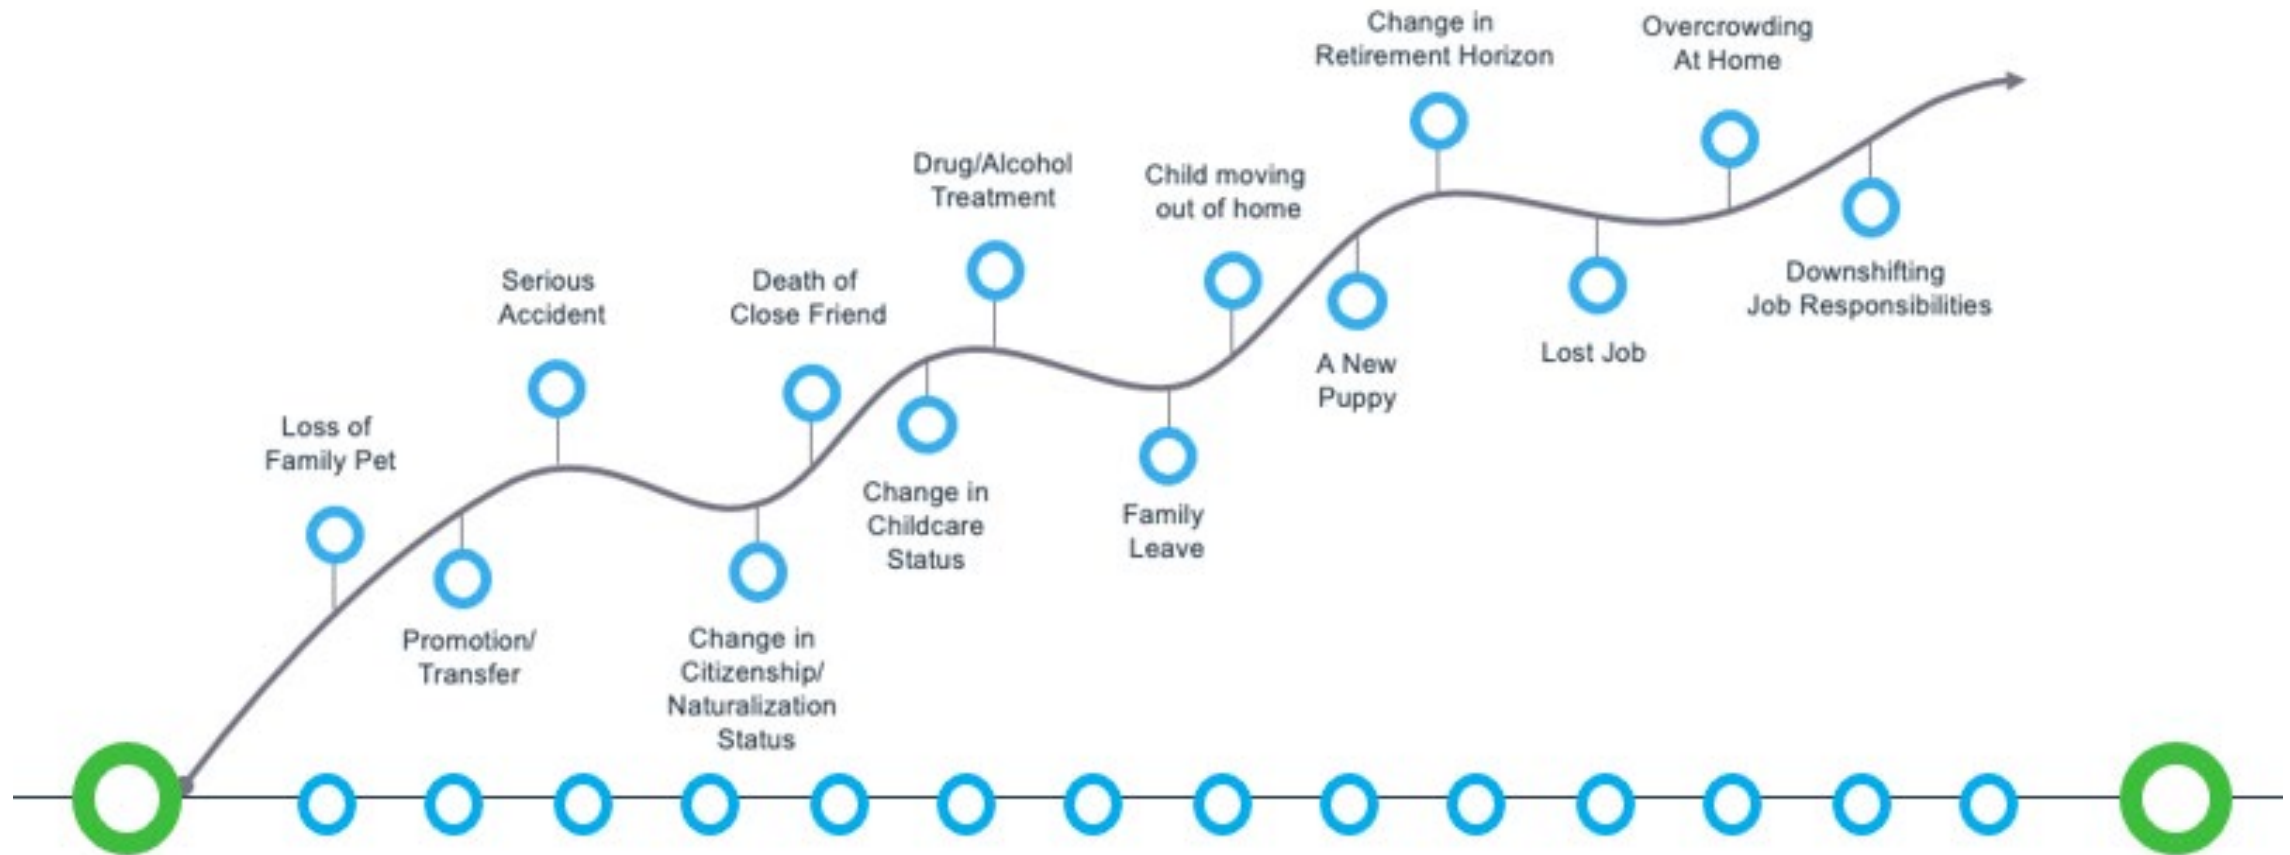 Loss of
Family Pet
Promotion/
Transfer
Serious
Accident
Change in
Citizenship/
Naturalization
Status
Death of
Close Friend
Change in
Childcare
Status
Drug/Alcohol
Treatment
Family
Leave
Child moving
out of home
A New
Puppy
Change in
Retirement Horizon
Lost Job
Overcrowding
At Home
Downshifting
Job Responsibilities